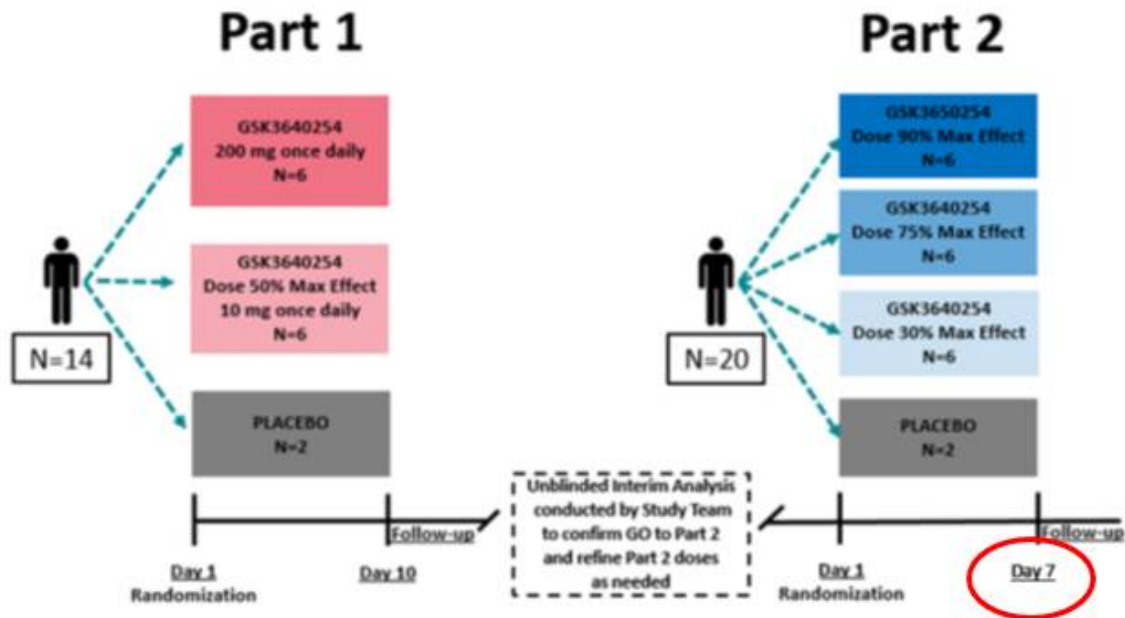 Part 1
GSK3640254
200 mg once daily
N=6
GSK3640254
Dose 50% Max Effect
10 mg once daily
N=6
N=14
PLACEBO
N=2
Follow-up
Day 1
Randomization
Day 10
Unblinded Interim Analysis
conducted by Study Team
to confirm GO to Part 2
and refine Part 2 doses
as needed
Part 2
GSK3650254
Dose 90% Max Effect
N=6
GSK3640254
Dose 75% Max Effect
N=6
GSK3640254
Dose 30% Max Effect
N=6
N=20
PLACEBO
N=2
Follow-up
Day 1
Randomization
Day 7